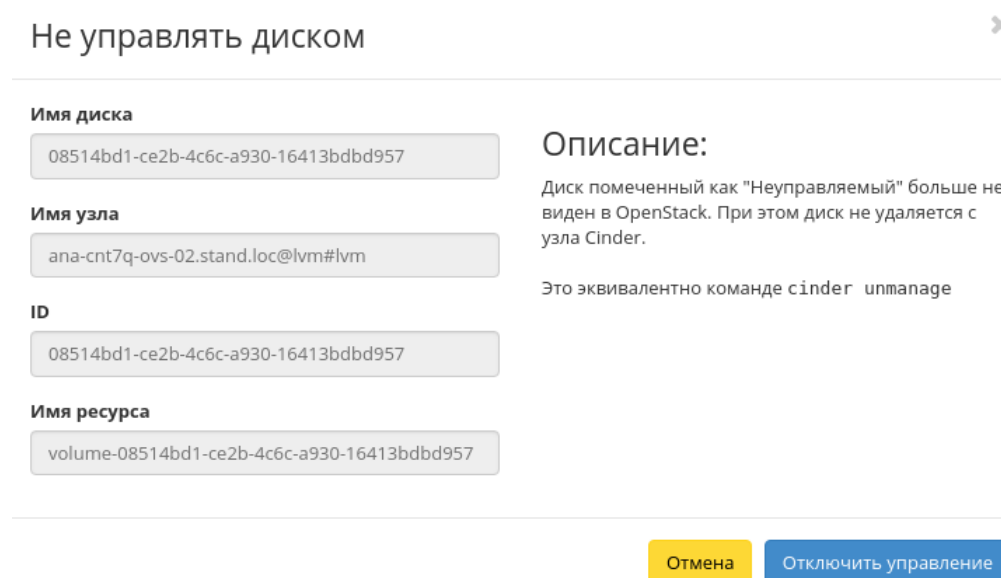 Не управлять диском
Имя диска
08514bd1-ce2b-4c6c-a930-16413bdbd957
Имя узла
ana-cnt7q-ovs-02.stand.loc@lvm#lvm
ID
08514bd1-ce2b-4c6c-a930-16413bdbd957
Имя ресурса
volume-08514bd1-ce2b-4c6c-a930-16413bdbd957
Описание:
Диск помеченный как "Неуправляемый" больше не
виден в OpenStack. При этом диск не удаляется с
узла Cinder.
Это эквивалентно команде cinder unmanage
Отмена
Отключить управление